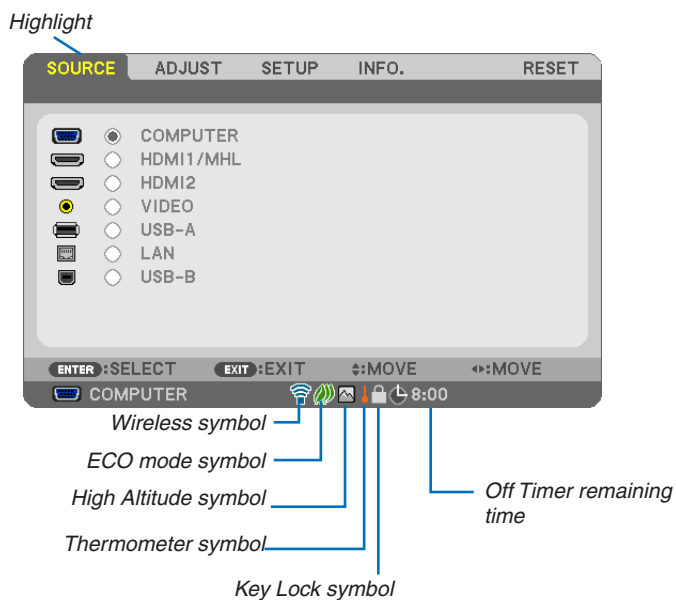 Highlight
SOURCE ADJUST SETUP INFO. RESET
COMPUTER
HDMI1/MHL
HDMI2
VIDEO
USB-A
LAN
USB-B
ENTER:SELECT EXIT:EXIT :MOVE :MOVE
COMPUTER 8:00
Wireless symbol
ECO mode symbol
High Altitude symbol
Off Timer remaining
time
Thermometer symbol
Key Lock symbol